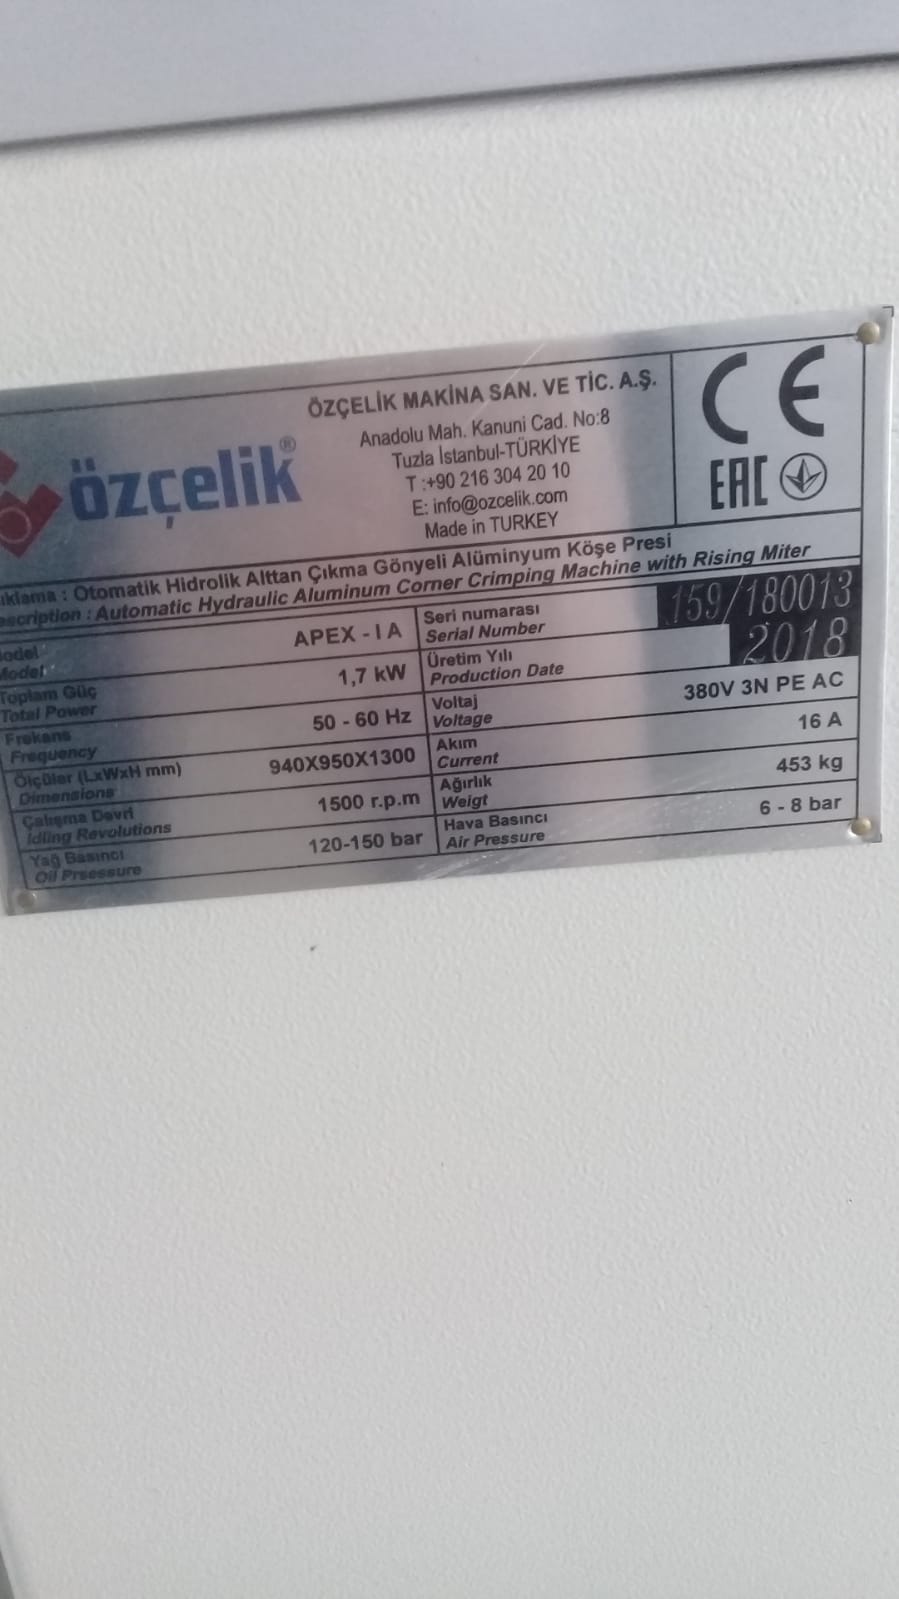 ÖZÇELİK MAKİNA SAN. VE TİC. A.Ş.
Anadolu Mah. Kanuni Cad. No:8
Tuzla İstanbul-TÜRKİYE
T :+90 216 304 20 10
E: info@ozcelik.com
Made in TURKEY
özçelik®
CE
EAC
ıklama : Otomatik Hidrolik Alttan Çıkma Gönyeli Alüminyum Köşe Presi
escription : Automatic Hydraulic Aluminum Corner Crimping Machine with Rising Miter
odel
Model
APEX - I A
Seri numarası
Serial Number
159/180013
Toplam Güç
Total Power
1,7 kW
Üretim Yılı
Production Date
2018
Frekans
Frequency
50 - 60 Hz
Voltaj
Voltage
380V 3N PE AC
Ölçüler (LxWxH mm)
Dimensions
940X950X1300
Akım
Current
16 A
Çalışma Devri
Idling Revolutions
1500 r.p.m
Ağırlık
Weigt
453 kg
Yağ Basıncı
Oil Prsessure
120-150 bar
Hava Basıncı
Air Pressure
6 - 8 bar